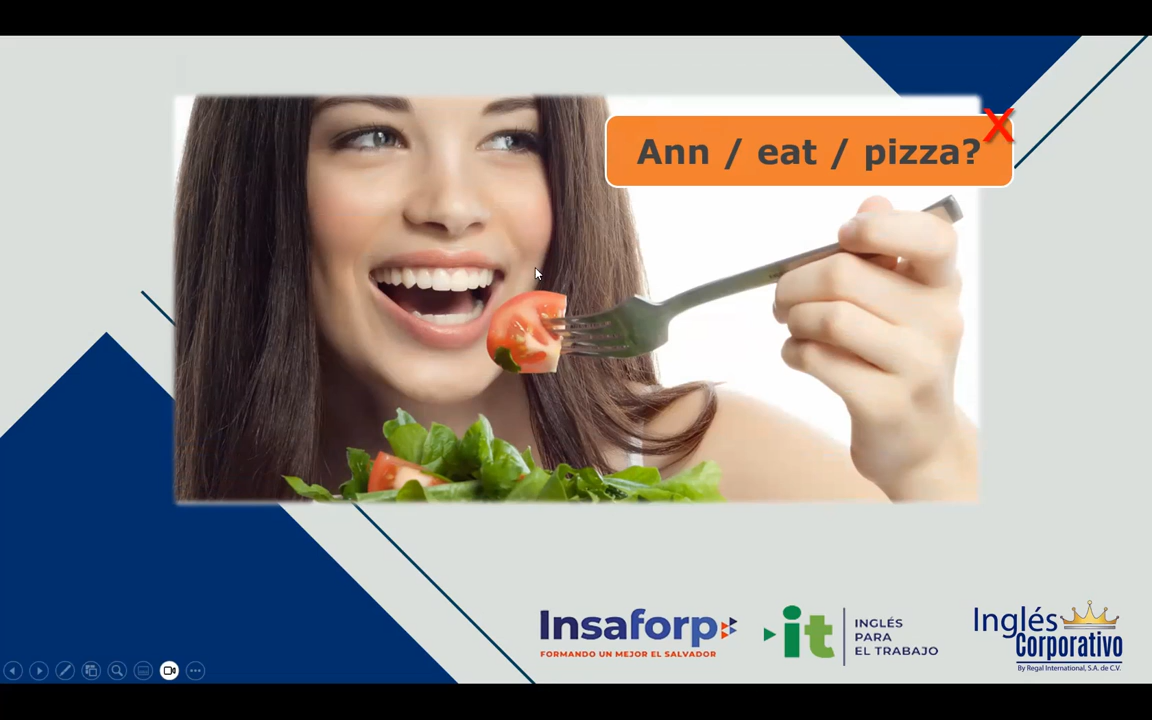 Ann / eat / pizza?
X
Insaforp
FORMANDO UN MEJOR EL SALVADOR
it
INGLÉS
PARA
EL TRABAJO
Inglés
Corporativo
By Regal International, S.A. de C.V.